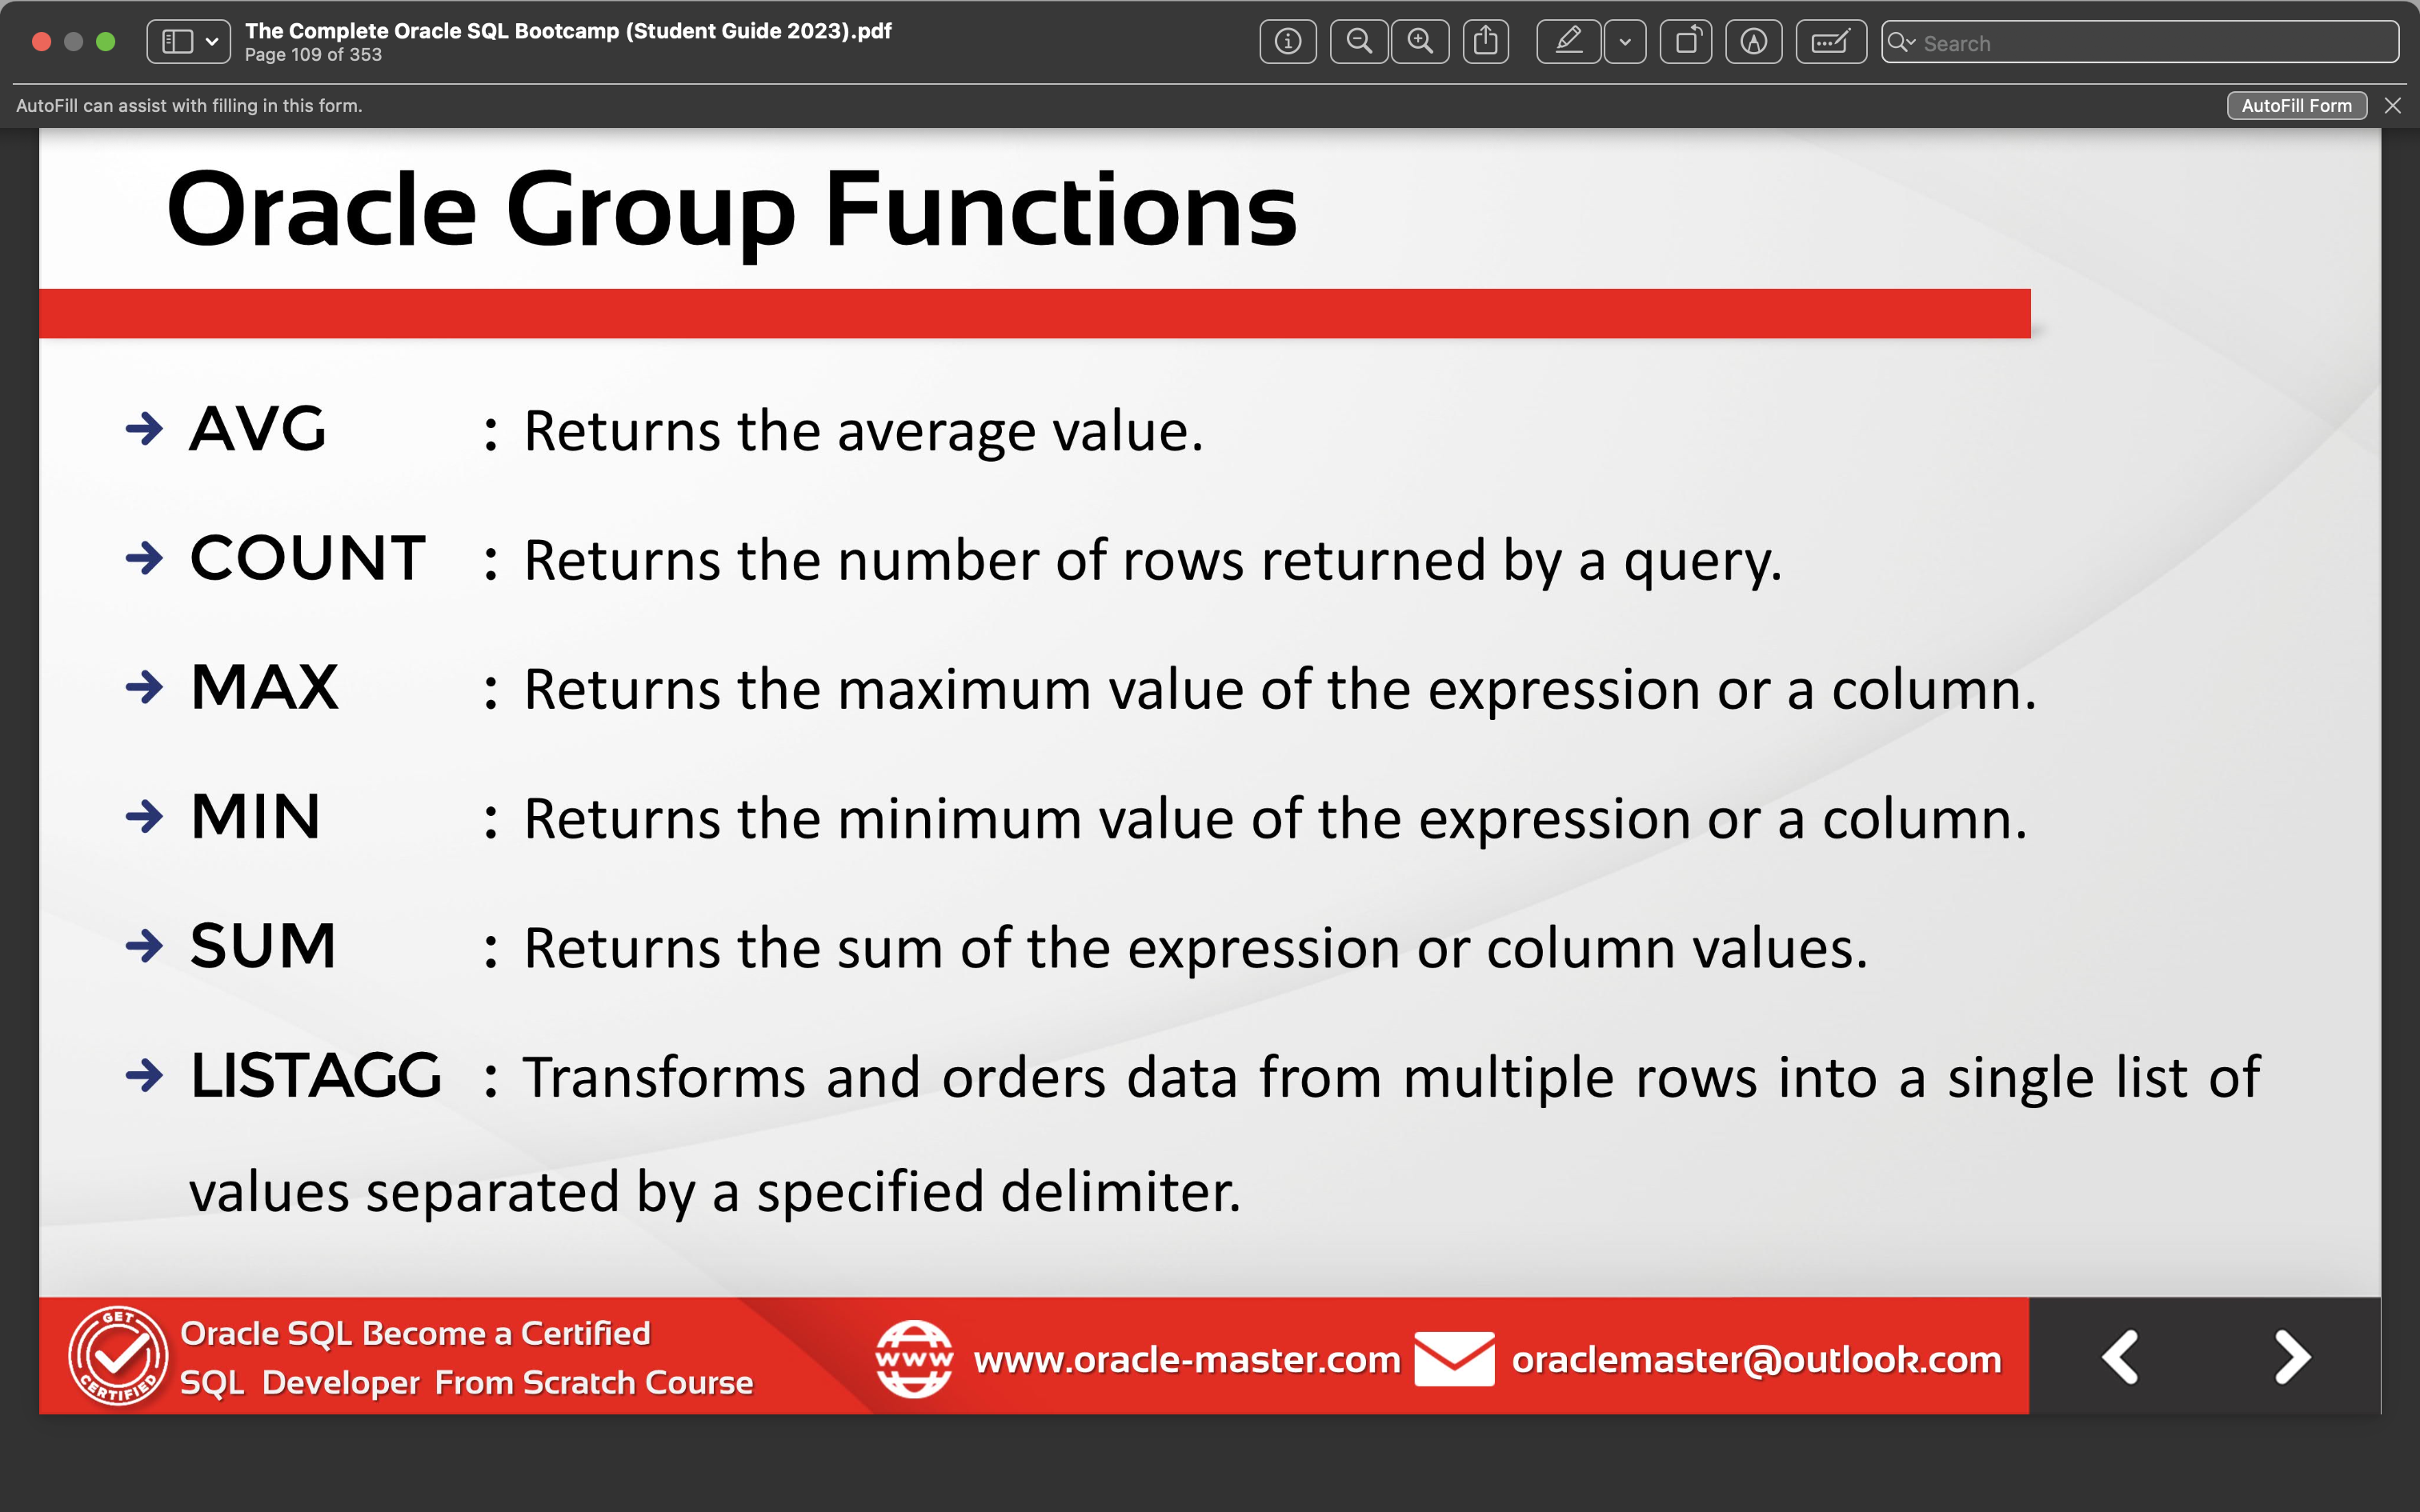 The Complete Oracle SQL Bootcamp (Student Guide 2023).pdf
Page 109 of 353
Search
AutoFill can assist with filling in this form.
AutoFill Form
Oracle Group Functions
AVG : Returns the average value.
COUNT : Returns the number of rows returned by a query.
MAX : Returns the maximum value of the expression or a column.
MIN : Returns the minimum value of the expression or a column.
SUM : Returns the sum of the expression or column values.
LISTAGG : Transforms and orders data from multiple rows into a single list of
values separated by a specified delimiter.
GET
CERTIFIED
Oracle SQL Become a Certified
SQL Developer From Scratch Course
www
www.oracle-master.com
oraclemaster@outlook.com